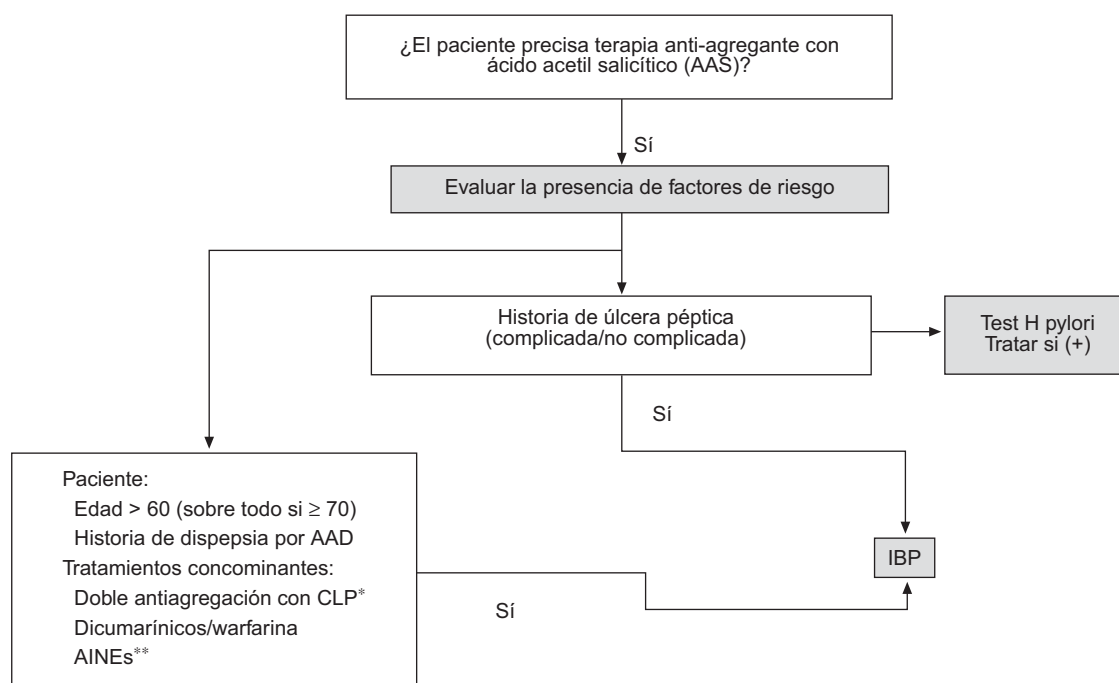 ¿El paciente precisa terapia anti-agregante con
ácido acetil salicítico (AAS)?
Sí
Evaluar la presencia de factores de riesgo
Historia de úlcera péptica
(complicada/no complicada)
Test H pylori
Tratar si (+)
Sí
Paciente:
Edad > 60 (sobre todo si ≥ 70)
Historia de dispepsia por AAD
Tratamientos concominantes:
Doble antiagregación con CLP*
Dicumarínicos/warfarina
AINEs**
Sí
IBP